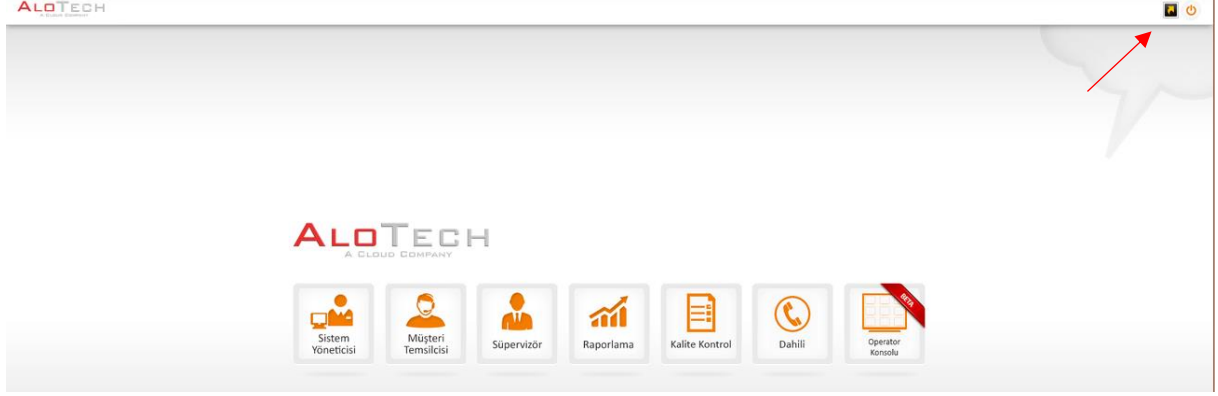 ALOTECH
A CLOUD COMPANY
ALOTECH
A CLOUD COMPANY
Sistem
Yöneticisi
Müşteri
Temsilcisi
Süpervizör
Raporlama
Kalite Kontrol
Dahili
BETA
Operator
Konsolu